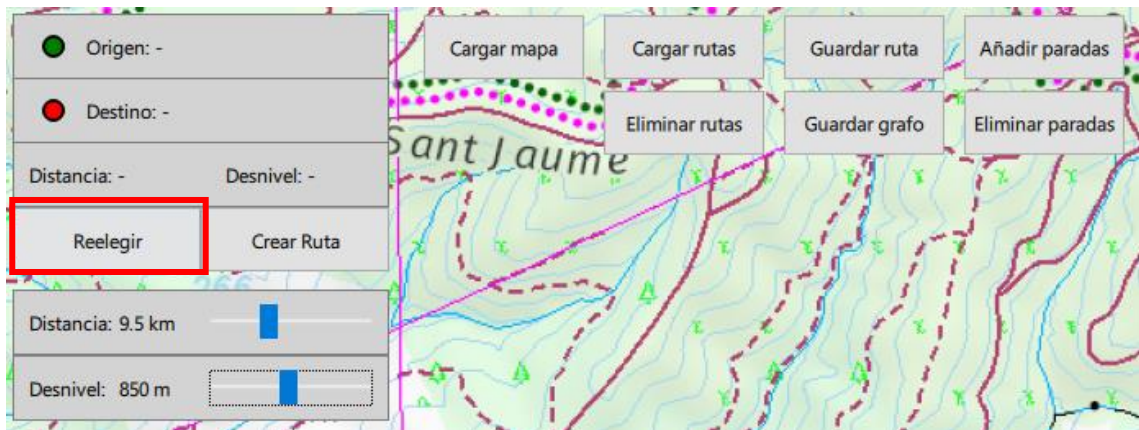 Origen: -
Destino: -
Distancia: -
Desnivel: -
Reelegir
Crear Ruta
Distancia: 9.5 km
Desnivel: 850 m
Cargar mapa
Cargar rutas
Guardar ruta
Añadir paradas
Eliminar rutas
Guardar grafo
Eliminar paradas
Sant Jaume
266